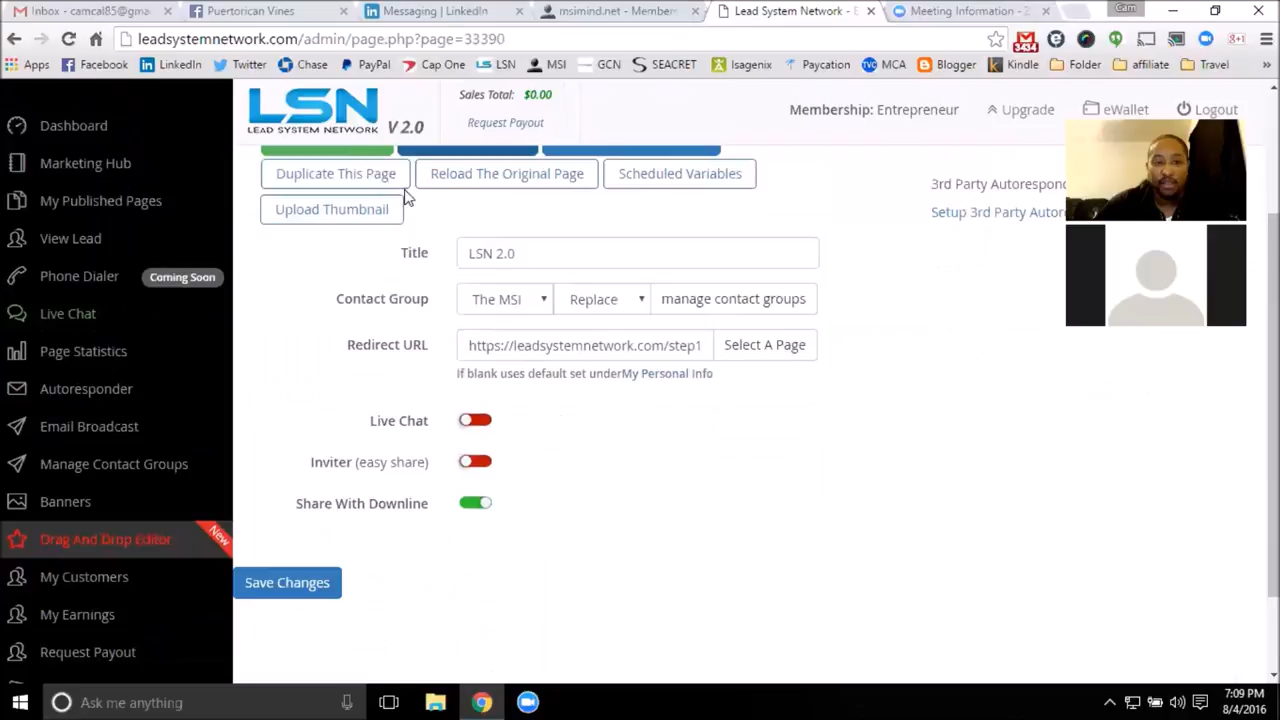 Inbox - camcal85@gma
Puertorican Vines
Messaging | LinkedIn
msimind.net - Member
Lead System Network - E
Meeting Information - Z
Cam
leadsystemnetwork.com/admin/page.php?page=33390
3434
Apps
Facebook
LinkedIn
Twitter
Chase
PayPal
Cap One
LSN
MSI
GCN
SEACRET
Isagenix
Paycation
TVC MCA
Blogger
Kindle
Folder
affiliate
Travel
LSN
LEAD SYSTEM NETWORK
V 2.0
Sales Total: $0.00
Request Payout
Membership: Entrepreneur
Upgrade
eWallet
Logout
Dashboard
Marketing Hub
My Published Pages
View Lead
Phone Dialer Coming Soon
Live Chat
Page Statistics
Autoresponder
Email Broadcast
Manage Contact Groups
Banners
Drag And Drop Editor New
My Customers
My Earnings
Request Payout
Duplicate This Page
Reload The Original Page
Scheduled Variables
Upload Thumbnail
3rd Party Autorespond
Setup 3rd Party Autor
Title LSN 2.0
Contact Group The MSI Replace manage contact groups
Redirect URL https://leadsystemnetwork.com/step1 Select A Page
If blank uses default set underMy Personal Info
Live Chat
Inviter (easy share)
Share With Downline
Save Changes
Ask me anything
7:09 PM
8/4/2016